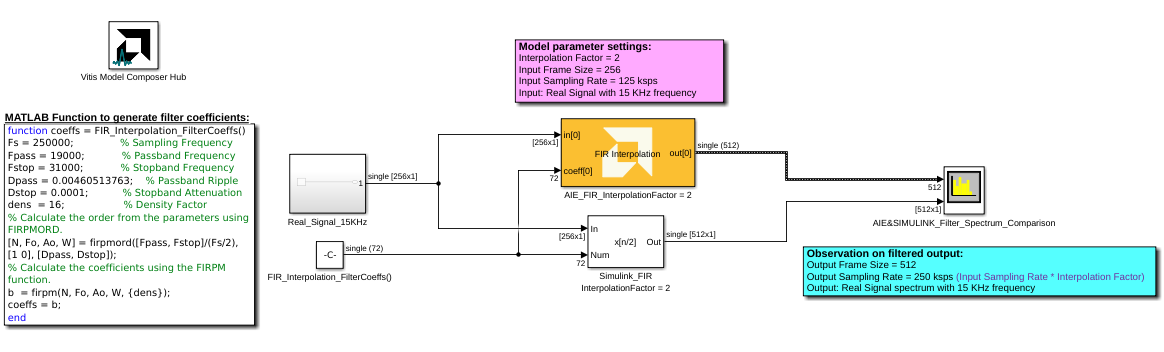 Vitis Model Composer Hub
MATLAB Function to generate filter coefficients:
function coeffs = FIR_Interpolation_FilterCoeffs()
Fs = 250000; % Sampling Frequency
Fpass = 19000; % Passband Frequency
Fstop = 31000; % Stopband Frequency
Dpass = 0.00460513763; % Passband Ripple
Dstop = 0.0001; % Stopband Attenuation
dens = 16; % Density Factor
% Calculate the order from the parameters using
FIRPMORD.
[N, Fo, Ao, W] = firpmord([Fpass, Fstop]/(Fs/2),
[1 0], [Dpass, Dstop]);
% Calculate the coefficients using the FIRPM
function.
b = firpm(N, Fo, Ao, W, {dens});
coeffs = b;
end
Model parameter settings:
Interpolation Factor = 2
Input Frame Size = 256
Input Sampling Rate = 125 ksps
Input: Real Signal with 15 KHz frequency
1
single [256x1]
Real_Signal_15KHz
-C-
single (72)
FIR_Interpolation_FilterCoeffs()
[256x1]
72
in[0]
coeff[0]
FIR Interpolation
out[0]
single (512)
AIE_FIR_InterpolationFactor = 2
[256x1]
72
In
Num
x[n/2]
Out
single [512x1]
Simulink_FIR
InterpolationFactor = 2
512
[512x1]
AIE&SIMULINK_Filter_Spectrum_Comparison
Observation on filtered output:
Output Frame Size = 512
Output Sampling Rate = 250 ksps (Input Sampling Rate * Interpolation Factor)
Output: Real Signal spectrum with 15 KHz frequency